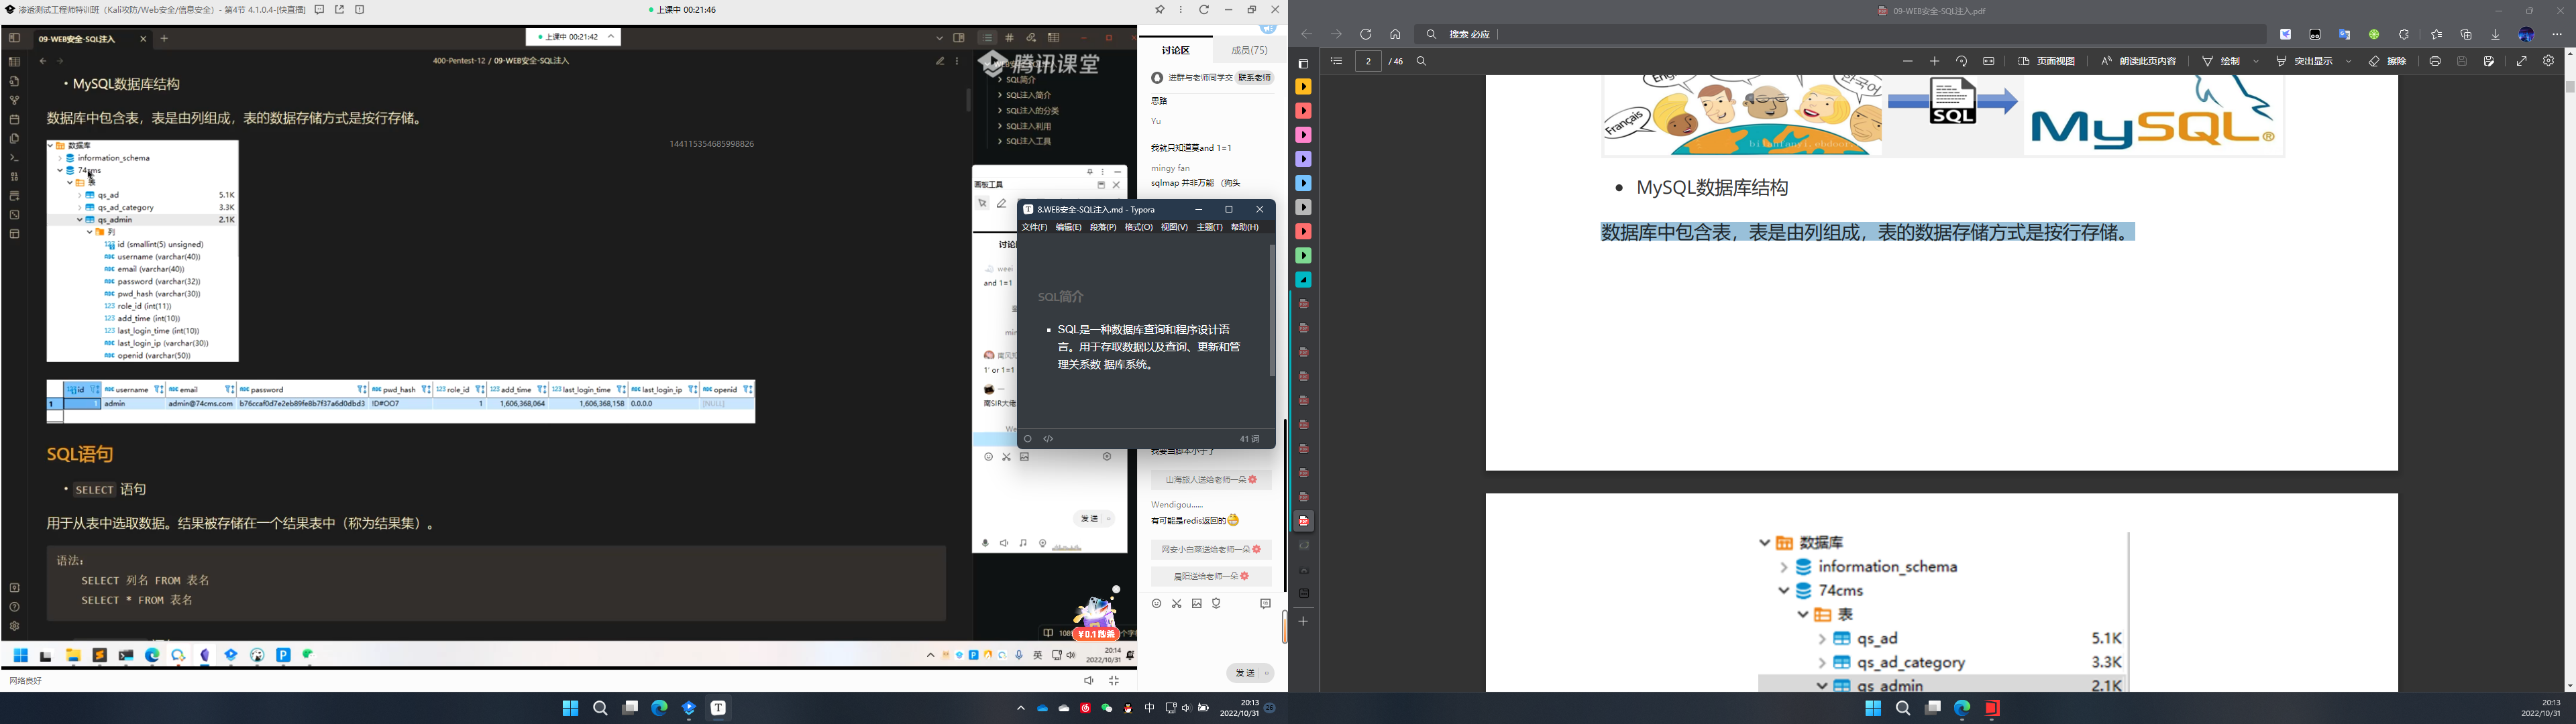 渗透测试工程师特训班（Kali攻防/Web安全/信息安全）- 第4节 4.1.0.4-[快直播]
上课中 00:21:46
09-WEB安全-SQL注入
上课中 00:21:42
400-Pentest-12 / 09-WEB安全-SQL注入
MySQL数据库结构
数据库中包含表，表是由列组成，表的数据存储方式是按行存储。
144115354685998826
数据库
information_schema
74cms
表
qs_ad 5.1K
qs_ad_category 3.3K
qs_admin 2.1K
列
id (smallint(5) unsigned)
username (varchar(40))
email (varchar(40))
password (varchar(32))
pwd_hash (varchar(30))
role_id (int(11))
add_time (int(10))
last_login_time (int(10))
last_login_ip (varchar(30))
openid (varchar(50))
id username email password pwd_hash role_id add_time last_login_time last_login_ip openid
1 1 admin admin@74cms.com b76ccaf0d7e2eb89fe8b7f37a6d0dbd3 ID#OO7 1 1,606,368,064 1,606,368,158 0.0.0.0 [NULL]
SQL语句
SELECT 语句
用于从表中选取数据。结果被存储在一个结果表中（称为结果集）。
语法:
SELECT 列名 FROM 表名
SELECT * FROM 表名
腾讯课堂
SQL简介
SQL注入简介
SQL注入的分类
SQL注入利用
SQL注入工具
画板工具
and 1=1
1' or 1=1
发送
¥0.1抢条
英
20:14
2022/10/31
网络良好
讨论区
成员(75)
进群与老师同学交 联系老师
思路
Yu
我就只知道莫and 1=1
mingy fan
sqlmap 并非万能 （狗头
8.WEB安全-SQL注入.md - Typora
文件(F) 编辑(E) 段落(P) 格式(O) 视图(V) 主题(T) 帮助(H)
SQL简介
SQL是一种数据库查询和程序设计语
言。用于存取数据以及查询、更新和管
理关系数 据库系统。
41 词
山海旅人送给老师一朵
Wendigou......
有可能是redis返回的
网安小白菜送给老师一朵
晨阳送给老师一朵
发送
中
20:13
2022/10/31
09-WEB安全-SQL注入.pdf
搜索 必应
2 / 46
页面视图
朗读此页内容
绘制
突出显示
擦除
Français
SQL
MySQL®
MySQL数据库结构
数据库中包含表，表是由列组成，表的数据存储方式是按行存储。
数据库
information_schema
74cms
表
qs_ad 5.1K
qs_ad_category 3.3K
qs_admin 2.1K
20:13
2022/10/31